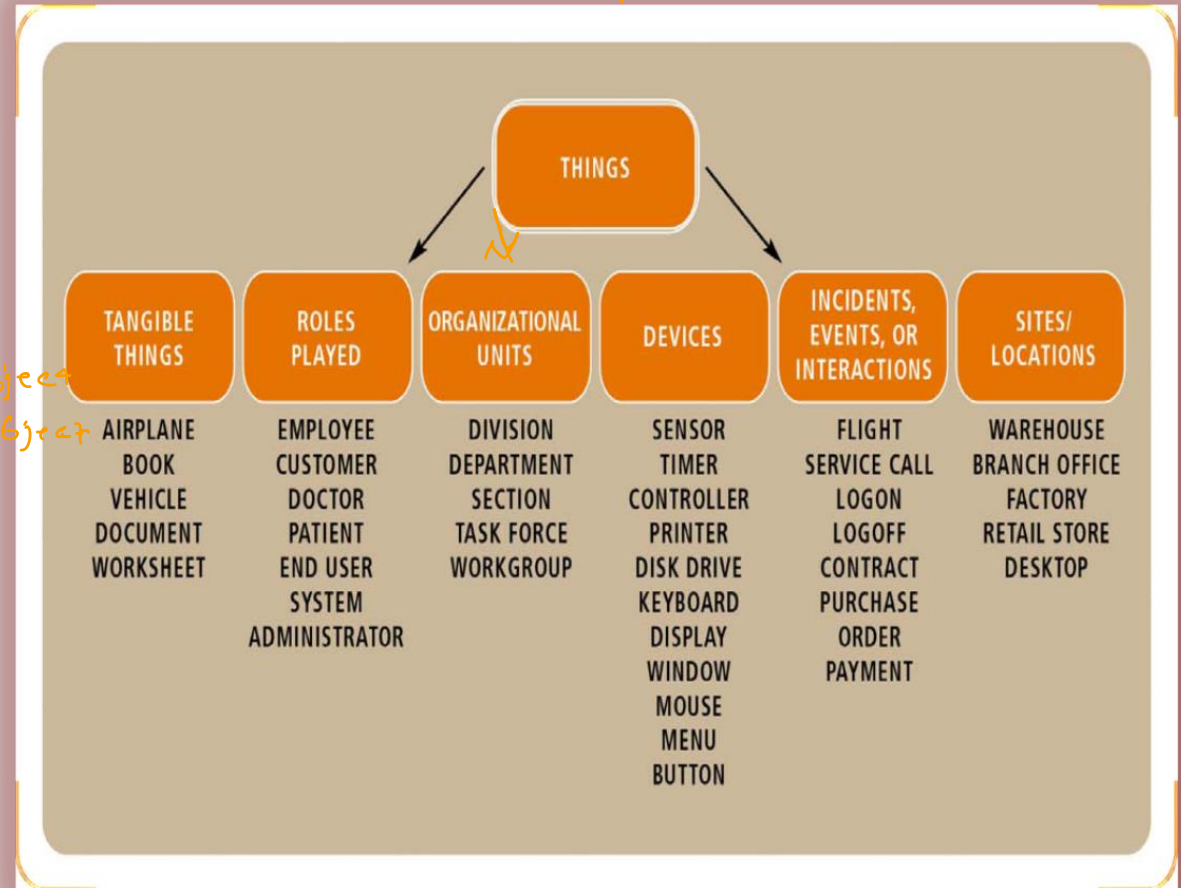 THINGS
TANGIBLE
THINGS
AIRPLANE
BOOK
VEHICLE
DOCUMENT
WORKSHEET
ROLES
PLAYED
EMPLOYEE
CUSTOMER
DOCTOR
PATIENT
END USER
SYSTEM
ADMINISTRATOR
ORGANIZATIONAL
UNITS
DIVISION
DEPARTMENT
SECTION
TASK FORCE
WORKGROUP
DEVICES
SENSOR
TIMER
CONTROLLER
PRINTER
DISK DRIVE
KEYBOARD
DISPLAY
WINDOW
MOUSE
MENU
BUTTON
INCIDENTS,
EVENTS, OR
INTERACTIONS
FLIGHT
SERVICE CALL
LOGON
LOGOFF
CONTRACT
PURCHASE
ORDER
PAYMENT
SITES/
LOCATIONS
WAREHOUSE
BRANCH OFFICE
FACTORY
RETAIL STORE
DESKTOP